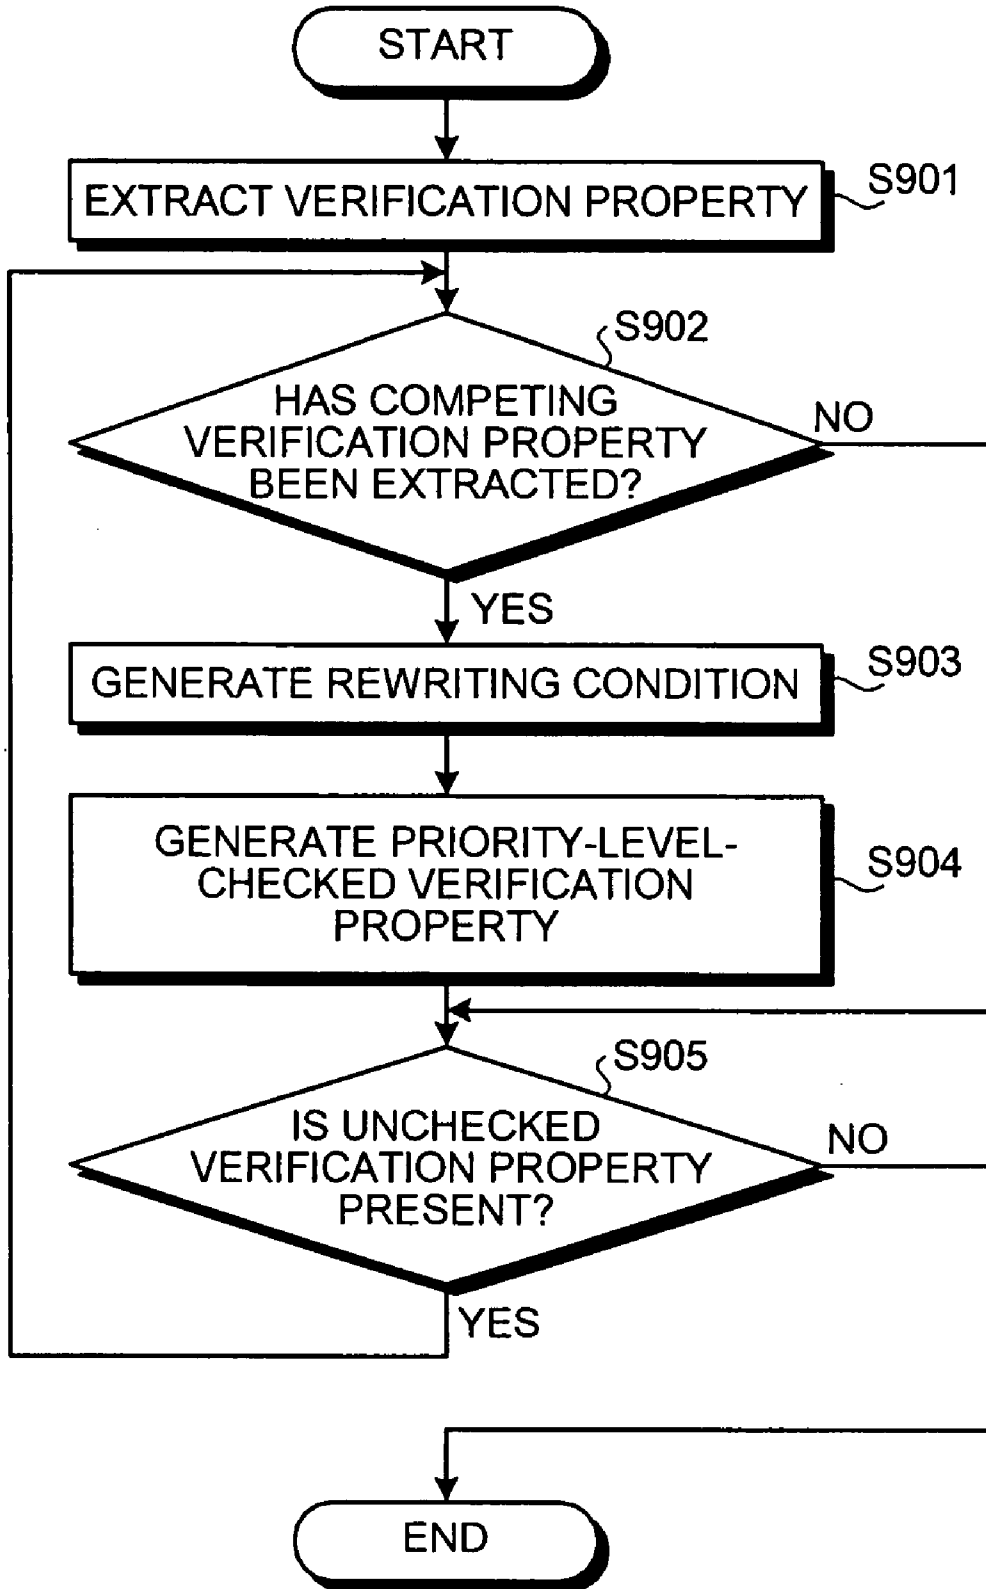 START
EXTRACT VERIFICATION PROPERTY
S901
S902
HAS COMPETING
VERIFICATION PROPERTY
BEEN EXTRACTED?
NO
YES
GENERATE REWRITING CONDITION
S903
GENERATE PRIORITY-LEVEL-
CHECKED VERIFICATION
PROPERTY
S904
S905
IS UNCHECKED
VERIFICATION PROPERTY
PRESENT?
NO
YES
END